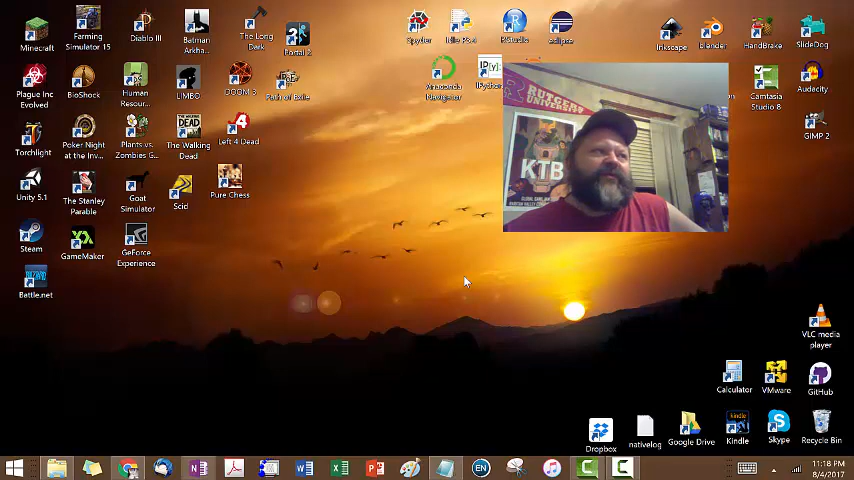 Minecraft
Farming
Simulator 15
Diablo III
Batman
Arkha...
The Long
Dark
Portal 2
Plague Inc
Evolved
BioShock
Human
Resour...
LIMBO
DOOM 3
Path of Exile
Torchlight
Poker Night
at the Inv...
Plants vs.
Zombies G...
The Walking
Dead
Left 4 Dead
Unity 5.1
The Stanley
Parable
Goat
Simulator
Scid
Pure Chess
Steam
GameMaker
GeForce
Experience
Battle.net
Spyder
RStudio
eclipse
Anaconda
Navigator
IP[y]:
RUTGERS
UNIVERSITY
KTB
Inkscape
blender
HandBrake
SlideDog
Camtasia
Studio 8
Audacity
GIMP 2
VLC media
player
Calculator
VMware
GitHub
Dropbox
nativelog
Google Drive
Kindle
Skype
Recycle Bin
EN
11:18 PM
8/4/2017